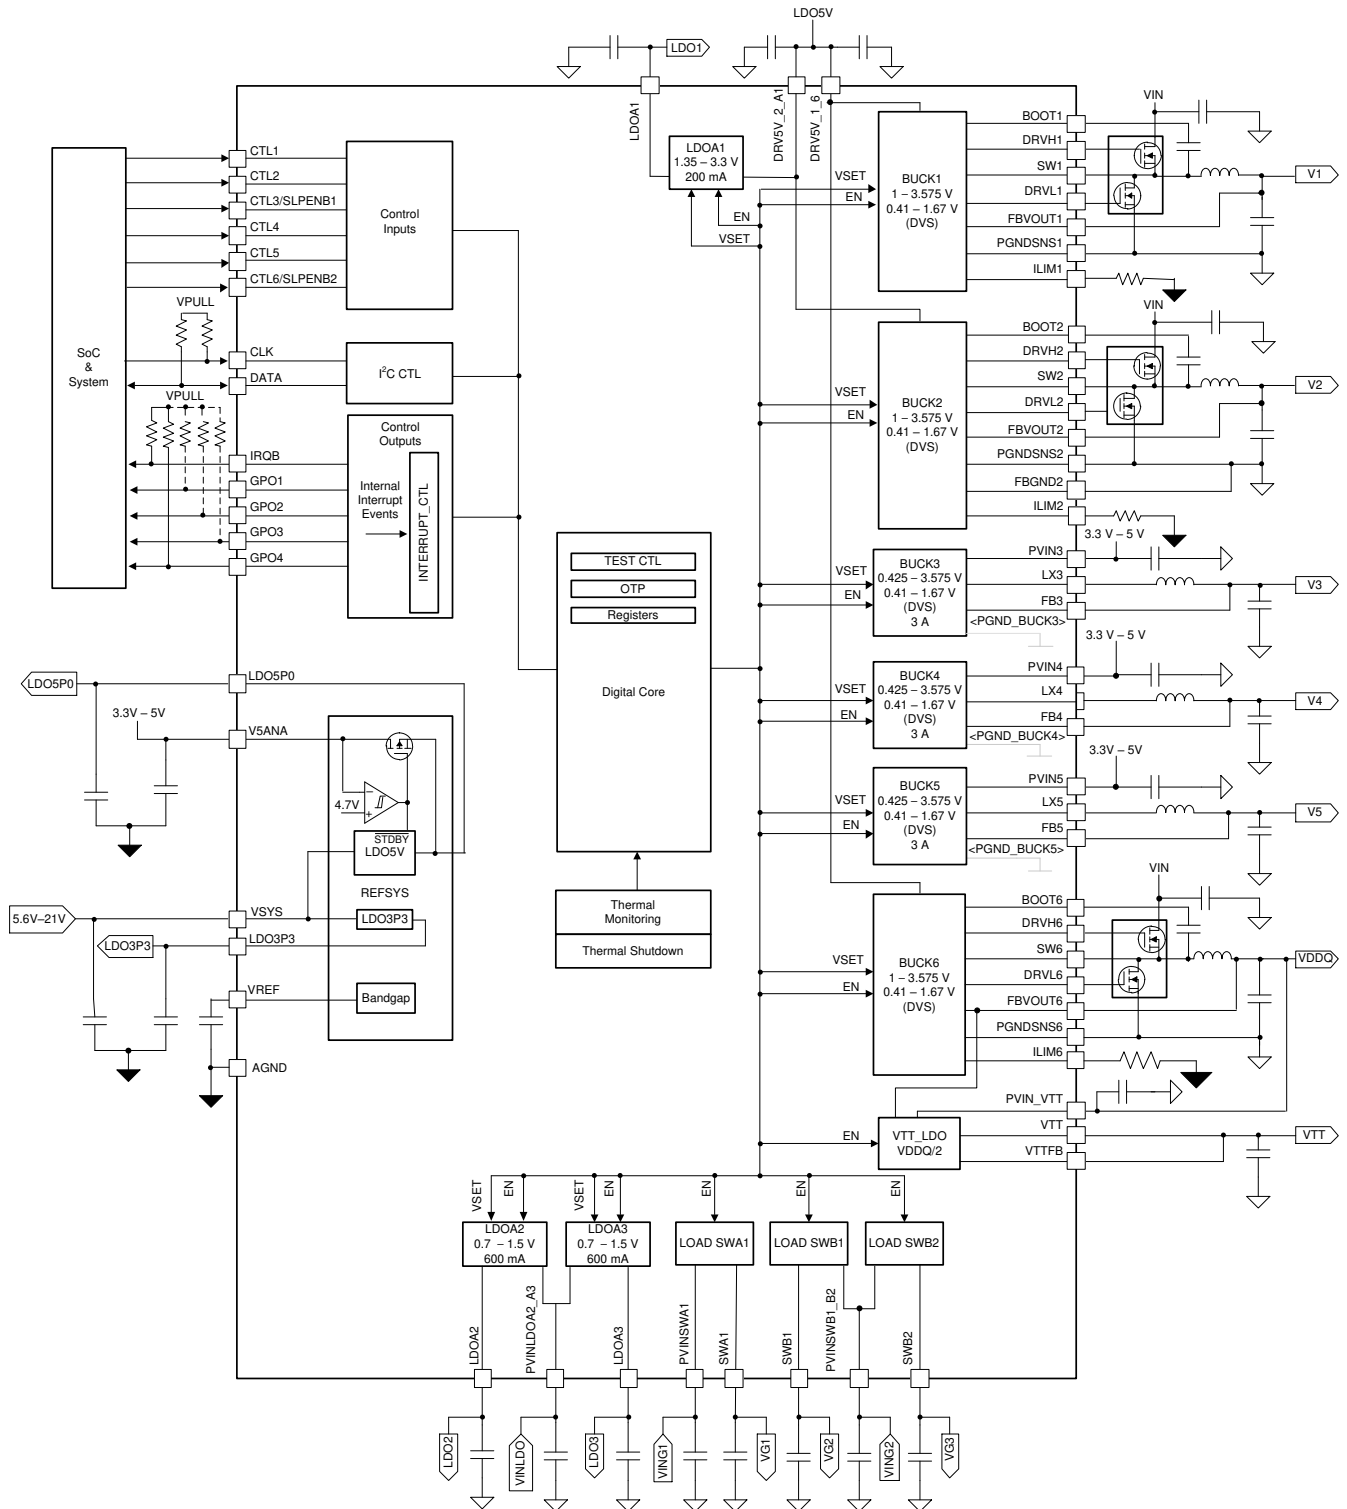 LDO5V
LDO1
LDOA1
DRV5V_2_A1
DRV5V_1_6
SoC
&
System
CTL1
CTL2
CTL3/SLPENB1
CTL4
CTL5
CTL6/SLPENB2
Control
Inputs
VPULL
CLK
DATA
I²C CTL
VPULL
IRQB
GPO1
GPO2
GPO3
GPO4
Control
Outputs
Internal
Interrupt
Events
INTERRUPT_CTL
LDOA1
1.35 – 3.3 V
200 mA
EN
VSET
VSET
EN
BUCK1
1 – 3.575 V
0.41 – 1.67 V
(DVS)
BOOT1
DRVH1
SW1
DRVL1
FBVOUT1
PGNDSNS1
ILIM1
VIN
V1
VSET
EN
BUCK2
1 – 3.575 V
0.41 – 1.67 V
(DVS)
BOOT2
DRVH2
SW2
DRVL2
FBVOUT2
PGNDSNS2
FBGND2
ILIM2
VIN
V2
VSET
EN
BUCK3
0.425 – 3.575 V
0.41 – 1.67 V
(DVS)
3 A
3.3 V – 5 V
PVIN3
LX3
FB3
<PGND_BUCK3>
V3
VSET
EN
BUCK4
0.425 – 3.575 V
0.41 – 1.67 V
(DVS)
3 A
3.3 V – 5 V
PVIN4
LX4
FB4
<PGND_BUCK4>
V4
VSET
EN
BUCK5
0.425 – 3.575 V
0.41 – 1.67 V
(DVS)
3 A
3.3V – 5V
PVIN5
LX5
FB5
<PGND_BUCK5>
V5
VSET
EN
BUCK6
1 – 3.575 V
0.41 – 1.67 V
(DVS)
VIN
BOOT6
DRVH6
SW6
DRVL6
FBVOUT6
PGNDSNS6
ILIM6
VDDQ
PVIN_VTT
EN
VTT_LDO
VDDQ/2
VTT
VTTFB
VTT
TEST CTL
OTP
Registers
Digital Core
Thermal
Monitoring
Thermal Shutdown
LDO5P0
LDO5P0
3.3V – 5V
V5ANA
4.7V
STDBY
LDO5V
REFSYS
5.6V–21V
VSYS
LDO3P3
LDO3P3
LDO3P3
VREF
Bandgap
AGND
VSET
EN
LDOA2
0.7 – 1.5 V
600 mA
VSET
EN
LDOA3
0.7 – 1.5 V
600 mA
EN
LOAD SWA1
EN
LOAD SWB1
EN
LOAD SWB2
LDOA2
PVINLDOA2_A3
LDOA3
PVINSWA1
SWA1
SWB1
PVINSWB1_B2
SWB2
LDO2
VINLDO
LDO3
VING1
VG1
VG2
VING2
VG3